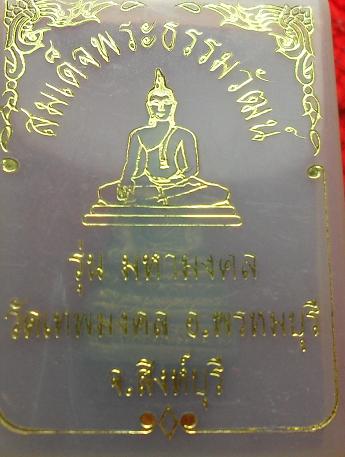 สมเด็จพระธรรมวัฒน์
รุ่น มหามงคล
วัดเทพมงคล อ.พรหมบุรี
จ.สิงห์บุรี